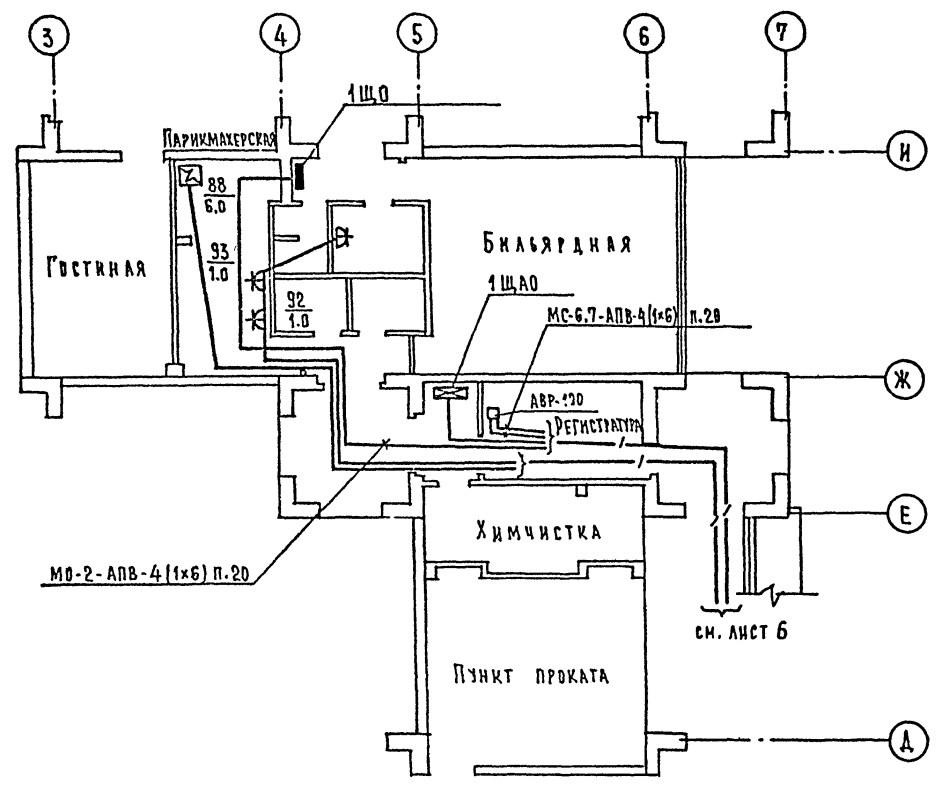 3 4 5 6 7
1ЩО
Парикмахерская
И
88
6.0
Гостиная
93
1.0
Бильярдная
1ЩАО
92
1.0
МС-6.7-АПВ-4(1×6) п.20
Ж
АВР-120
Регистратура
Е
Химчистка
МО-2-АПВ-4(1×6) п.20
см. лист 6
Пункт проката
Д